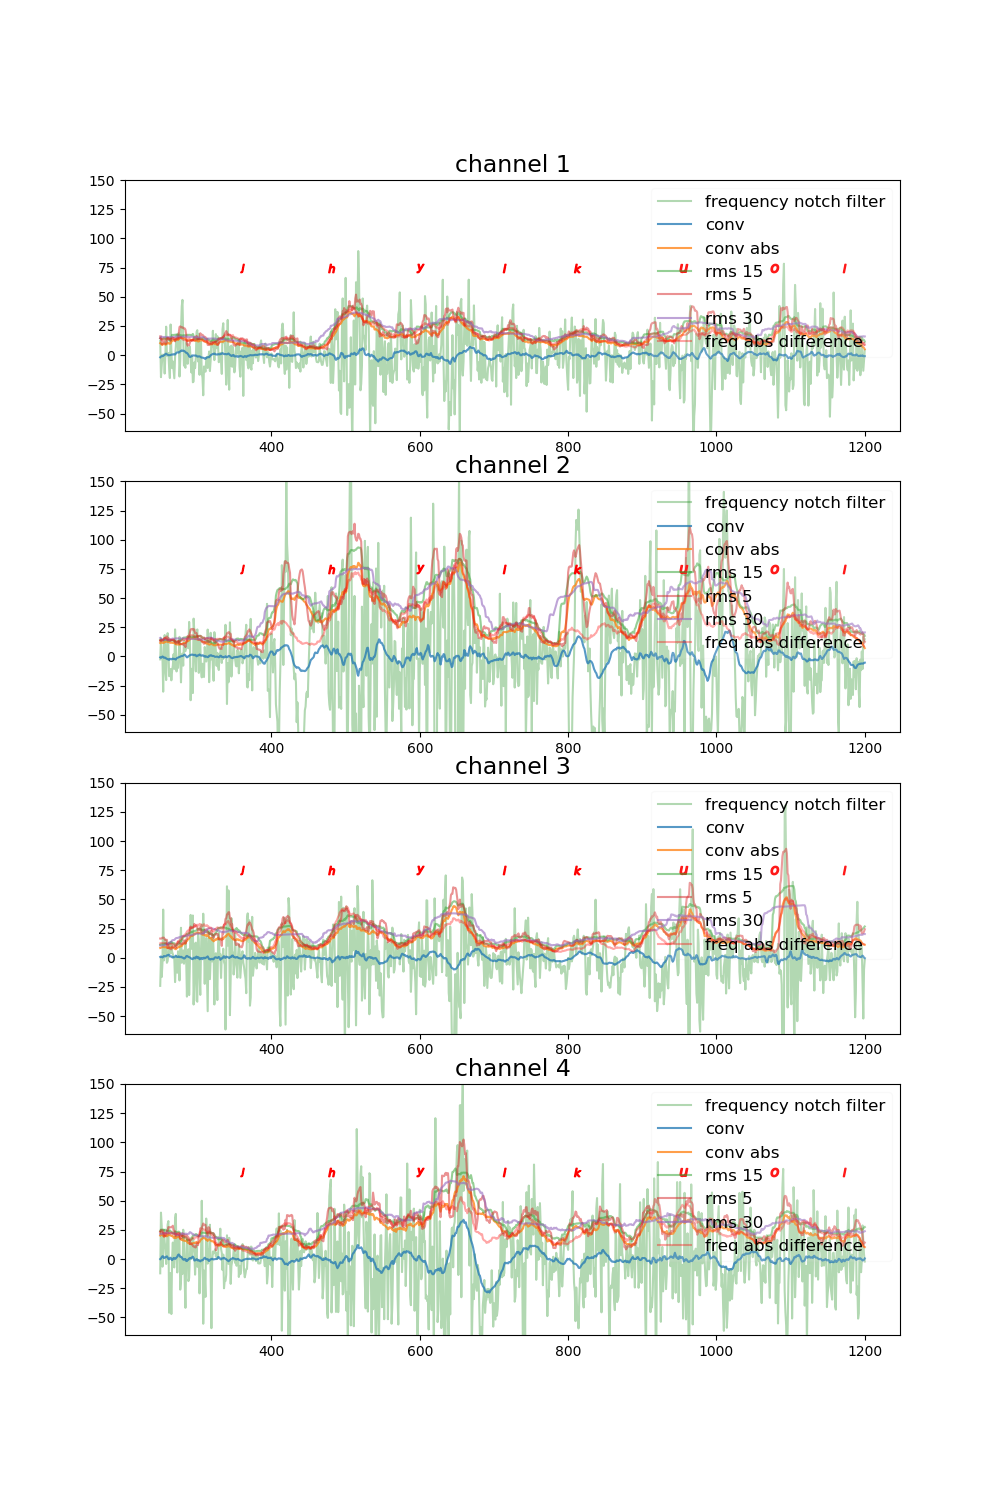 channel 1
150
125
100
75
50
25
0
−25
−50
frequency notch filter
conv
conv abs
rms 15
rms 5
rms 30
freq abs difference
J h y l k u o l
400 600 800 1000 1200
channel 2
150
125
100
75
50
25
0
−25
−50
frequency notch filter
conv
conv abs
rms 15
rms 5
rms 30
freq abs difference
J h y l k u o l
400 600 800 1000 1200
channel 3
150
125
100
75
50
25
0
−25
−50
frequency notch filter
conv
conv abs
rms 15
rms 5
rms 30
freq abs difference
J h y l k u o l
400 600 800 1000 1200
channel 4
150
125
100
75
50
25
0
−25
−50
frequency notch filter
conv
conv abs
rms 15
rms 5
rms 30
freq abs difference
J h y l k u o l
400 600 800 1000 1200